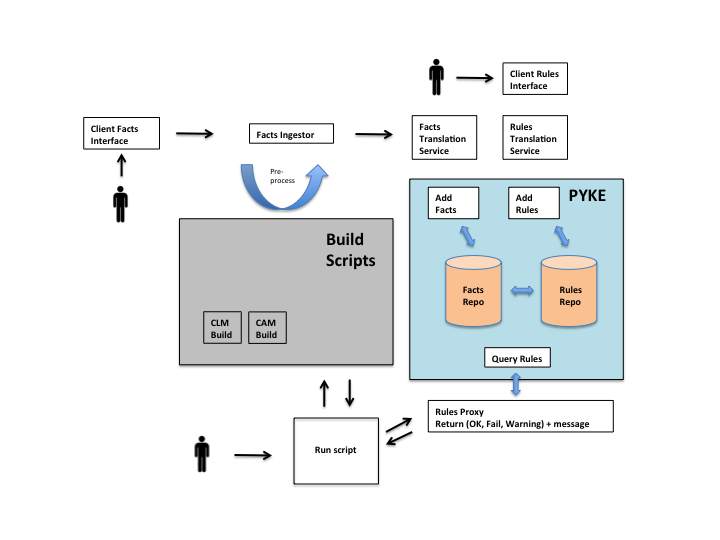 Client Rules
Interface
Client Facts
Interface
Facts Ingestor
Facts
Translation
Service
Rules
Translation
Service
Pre-
process
PYKE
Add
Facts
Add
Rules
Build
Scripts
Facts
Repo
Rules
Repo
CLM
Build
CAM
Build
Query Rules
Rules Proxy
Return (OK, Fail, Warning) + message
Run script